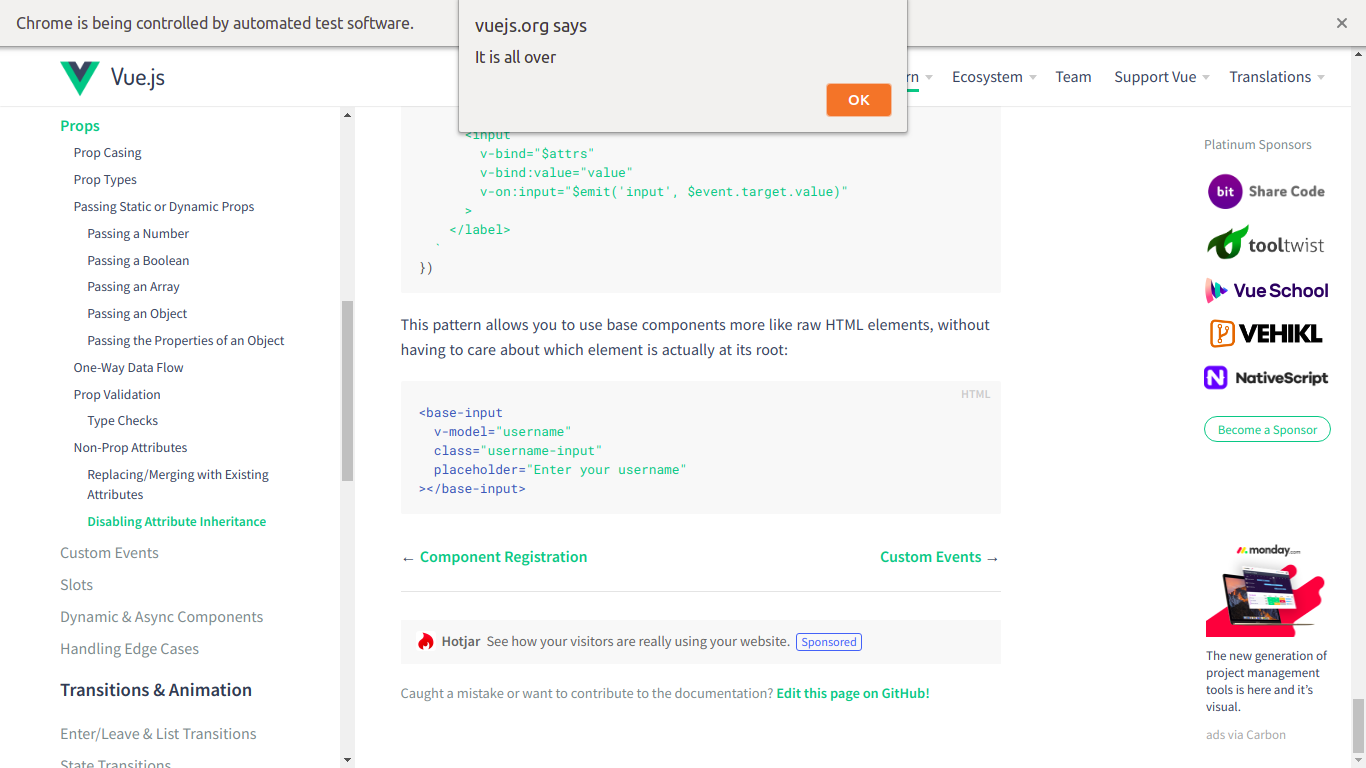 Chrome is being controlled by automated test software.
vuejs.org says
It is all over
OK
Vue.js
Ecosystem
Team
Support Vue
Translations
Props
Prop Casing
Prop Types
Passing Static or Dynamic Props
Passing a Number
Passing a Boolean
Passing an Array
Passing an Object
Passing the Properties of an Object
One-Way Data Flow
Prop Validation
Type Checks
Non-Prop Attributes
Replacing/Merging with Existing
Attributes
Disabling Attribute Inheritance
Custom Events
Slots
Dynamic & Async Components
Handling Edge Cases
Transitions & Animation
Enter/Leave & List Transitions
State Transitions
<input
v-bind="$attrs"
v-bind:value="value"
v-on:input="$emit('input', $event.target.value)"
>
</label>
`
})
This pattern allows you to use base components more like raw HTML elements, without
having to care about which element is actually at its root:
HTML
<base-input
v-model="username"
class="username-input"
placeholder="Enter your username"
></base-input>
← Component Registration
Custom Events →
Hotjar See how your visitors are really using your website. Sponsored
Caught a mistake or want to contribute to the documentation? Edit this page on GitHub!
Platinum Sponsors
bit Share Code
tooltwist
Vue School
VEHIKL
NativeScript
Become a Sponsor
monday.com
The new generation of
project management
tools is here and it's
visual.
ads via Carbon